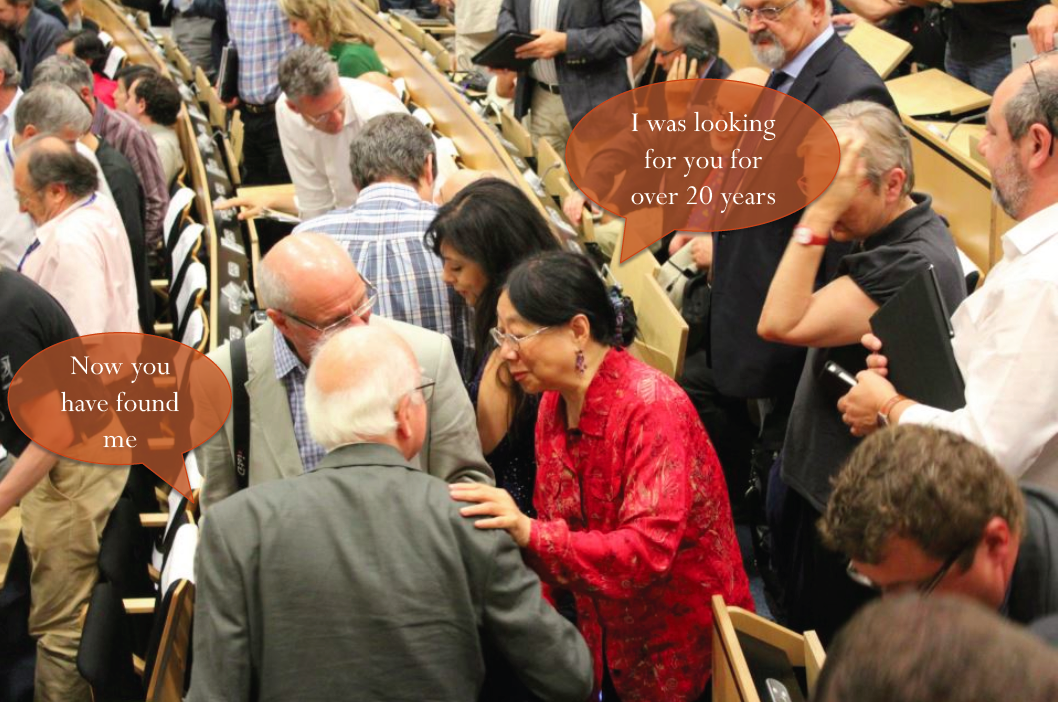 I was looking
for you for
over 20 years
Now you
have found
me